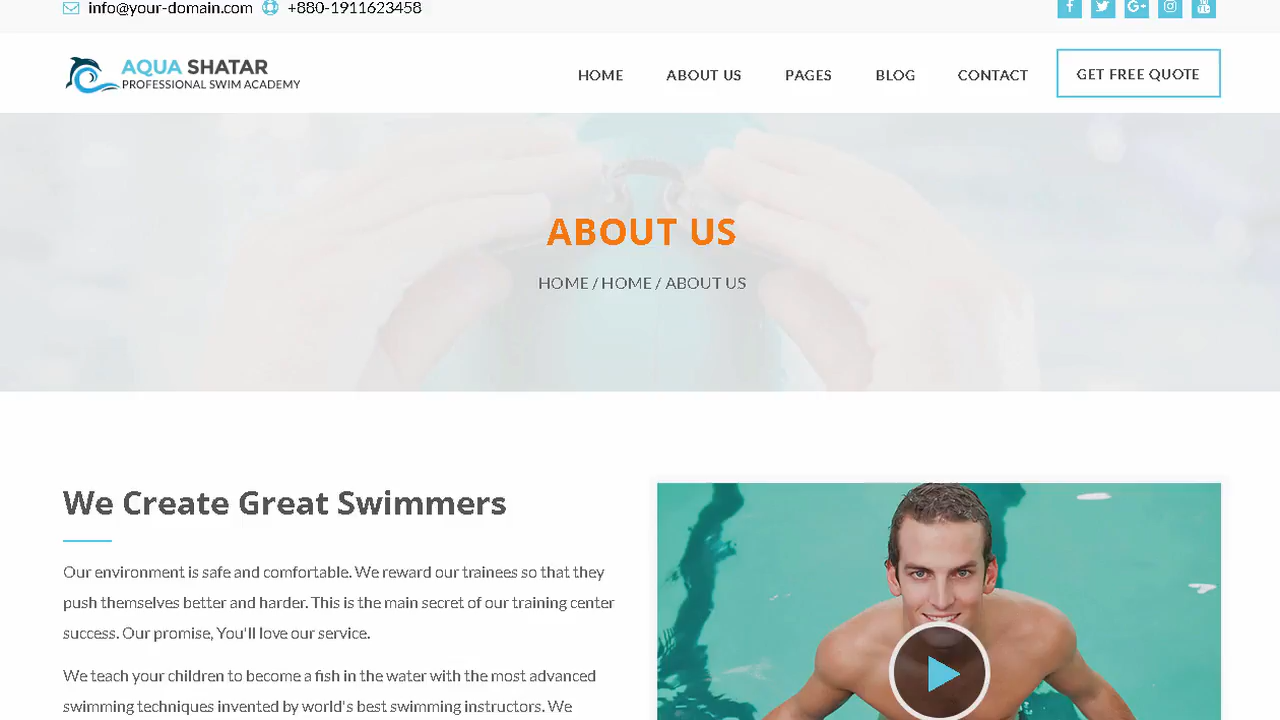 info@your-domain.com +880-1911623458
AQUA SHATAR
PROFESSIONAL SWIM ACADEMY
HOME ABOUT US PAGES BLOG CONTACT GET FREE QUOTE
ABOUT US
HOME / HOME / ABOUT US
We Create Great Swimmers
Our environment is safe and comfortable. We reward our trainees so that they
push themselves better and harder. This is the main secret of our training center
success. Our promise, You'll love our service.
We teach your children to become a fish in the water with the most advanced
swimming techniques invented by world's best swimming instructors. We